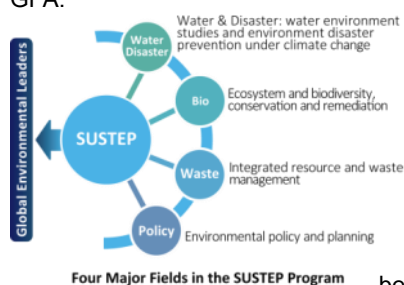 GPA.
Water & Disaster: water environment
studies and environment disaster
prevention under climate change
Water
Disaster
Ecosystem and biodiversity,
conservation and remediation
Bio
Global Environmental Leaders
SUSTEP
Integrated resource and waste
management
Waste
Policy
Environmental policy and planning
Four Major Fields in the SUSTEP Program